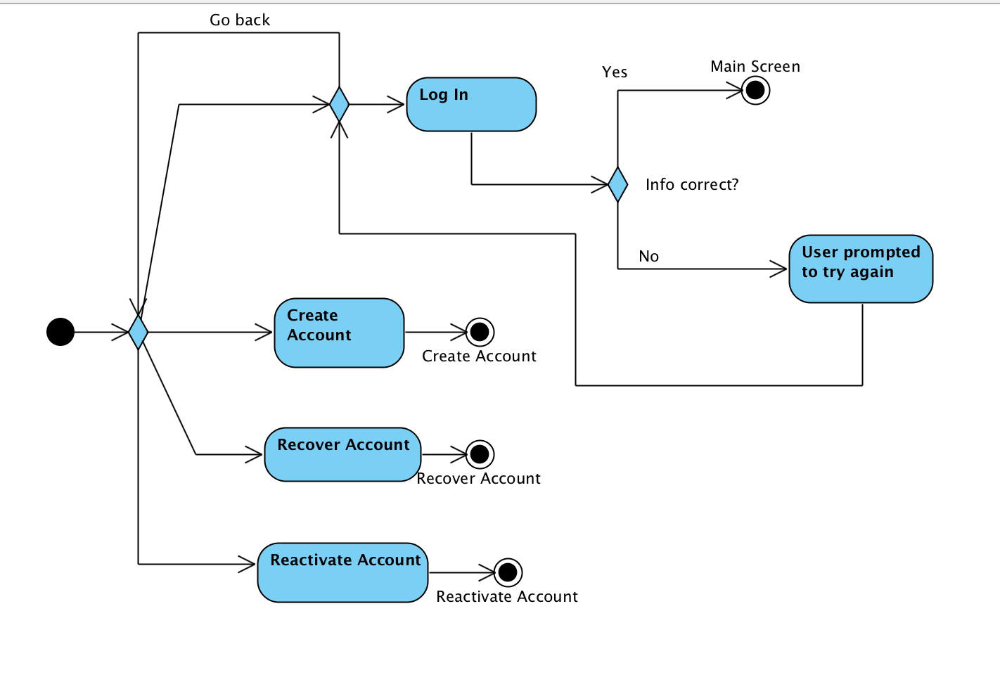 Go back
Main Screen
Yes
Log In
Info correct?
No
User prompted
to try again
Create
Account
Create Account
Recover Account
Recover Account
Reactivate Account
Reactivate Account